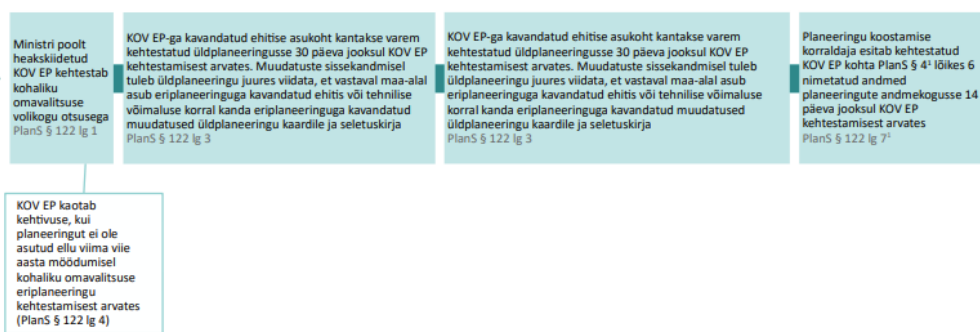 Ministri poolt
heakskiidetud
KOV EP kehtestab
kohaliku
omavalitsuse
volikogu otsusega
PlanS § 122 lg 1
KOV EP-ga kavandatud ehitise asukoht kantakse varem
kehtestatud üldplaneeringusse 30 päeva jooksul KOV EP
kehtestamisest arvates. Muudatuste sissekandmisel
tuleb üldplaneeringu juures viidata, et vastaval maa-alal
asub eriplaneeringuga kavandatud ehitis või tehnilise
võimaluse korral kanda eriplaneeringuga kavandatud
muudatused üldplaneeringu kaardile ja seletuskirja
PlanS § 122 lg 3
KOV EP-ga kavandatud ehitise asukoht kantakse varem
kehtestatud üldplaneeringusse 30 päeva jooksul KOV EP
kehtestamisest arvates. Muudatuste sissekandmisel tuleb
üldplaneeringu juures viidata, et vastaval maa-alal asub
eriplaneeringuga kavandatud ehitis või tehnilise võimaluse
korral kanda eriplaneeringuga kavandatud muudatused
üldplaneeringu kaardile ja seletuskirja
PlanS § 122 lg 3
Planeeringu koostamise
korraldaja esitab kehtestatud
KOV EP kohta PlanS § 4¹ lõikes 6
nimetatud andmed
planeeringute andmekogusse 14
päeva jooksul KOV EP
kehtestamisest arvates
PlanS § 122 lg 7¹
KOV EP kaotab
kehtivuse, kui
planeeringut ei ole
asutud ellu viima viie
aasta möödumisel
kohaliku omavalitsuse
eriplaneeringu
kehtestamisest arvates
(PlanS § 122 lg 4)